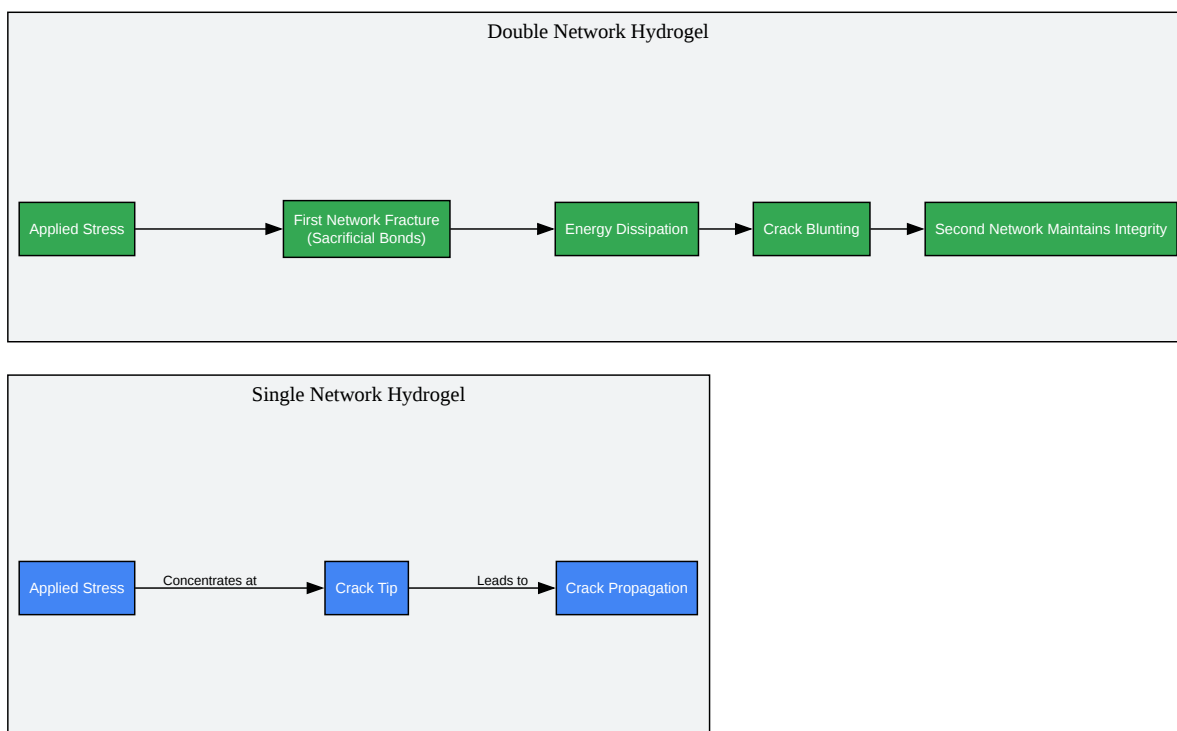 Double Network Hydrogel
Applied Stress
First Network Fracture
(Sacrificial Bonds)
Energy Dissipation
Crack Blunting
Second Network Maintains Integrity
Single Network Hydrogel
Applied Stress
Concentrates at
Crack Tip
Leads to
Crack Propagation